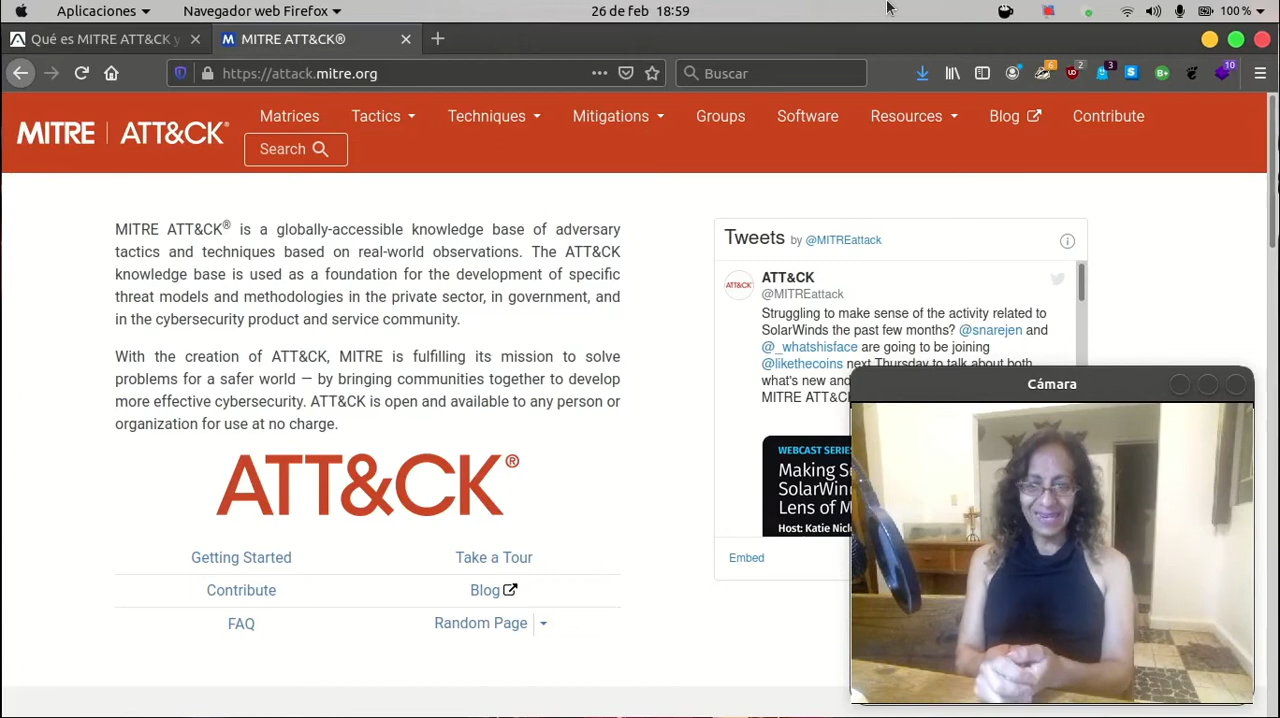 Aplicaciones
Navegador web Firefox
26 de feb 18:59
100 %
Qué es MITRE ATT&CK y
MITRE ATT&CK®
https://attack.mitre.org
Buscar
6
2
3
10
MITRE | ATT&CK®
Matrices
Tactics
Techniques
Mitigations
Groups
Software
Resources
Blog
Contribute
Search
MITRE ATT&CK® is a globally-accessible knowledge base of adversary
tactics and techniques based on real-world observations. The ATT&CK
knowledge base is used as a foundation for the development of specific
threat models and methodologies in the private sector, in government, and
in the cybersecurity product and service community.
With the creation of ATT&CK, MITRE is fulfilling its mission to solve
problems for a safer world — by bringing communities together to develop
more effective cybersecurity. ATT&CK is open and available to any person or
organization for use at no charge.
ATT&CK®
Getting Started
Take a Tour
Contribute
Blog
FAQ
Random Page
Tweets by @MITREattack
ATT&CK
ATT&CK
@MITREattack
Struggling to make sense of the activity related to
SolarWinds the past few months? @snarejen and
@_whatshisface are going to be joining
@likethecoins next Thursday to talk about both
what's new and
MITRE ATT&C
WEBCAST SERIES
Making S
SolarWin
Lens of M
Host: Katie Nick
Embed
Cámara